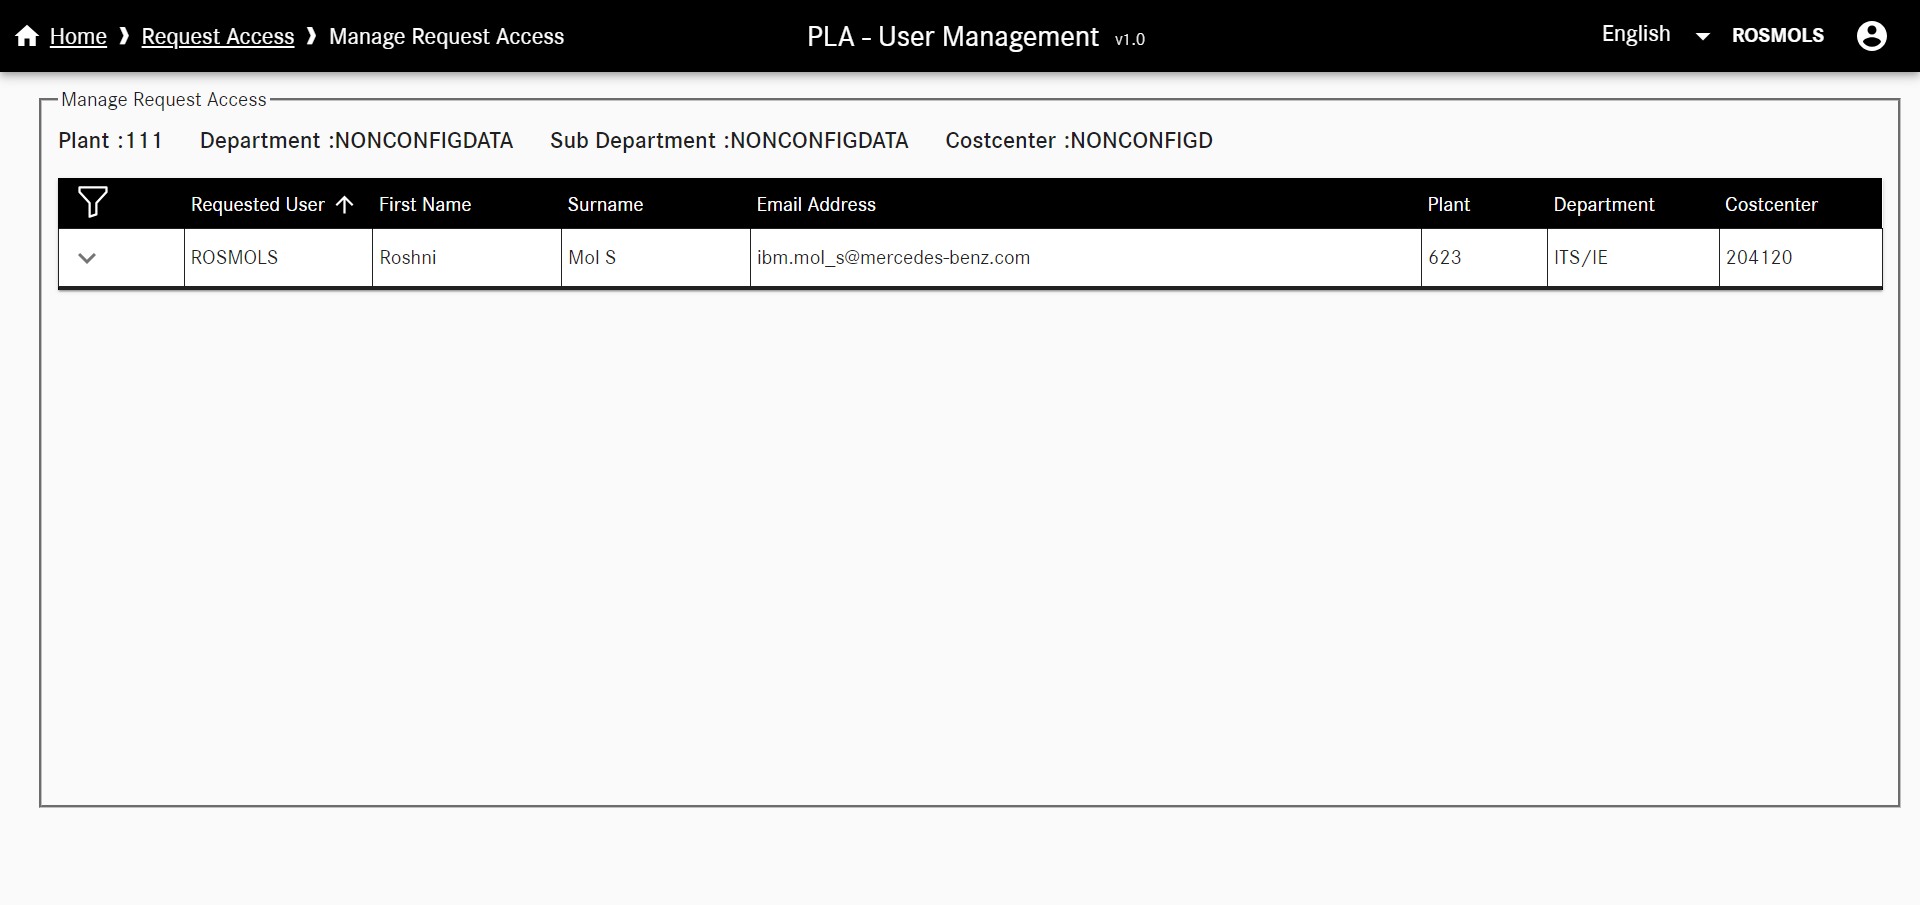 Home ❱ Request Access ❱ Manage Request Access PLA - User Management v1.0 English ROSMOLS
Manage Request Access
Plant :111 Department :NONCONFIGDATA Sub Department :NONCONFIGDATA Costcenter :NONCONFIGD
Requested User First Name Surname Email Address Plant Department Costcenter
ROSMOLS Roshni Mol S ibm.mol_s@mercedes-benz.com 623 ITS/IE 204120